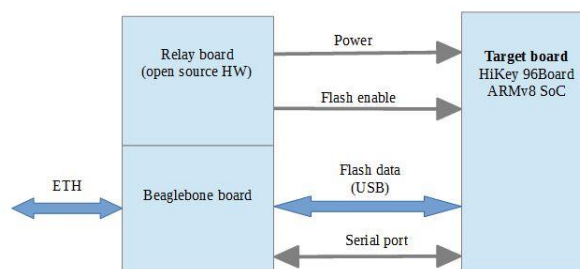 Relay board
(open source HW)
Power
Target board
HiKey 96Board
ARMv8 SoC
Flash enable
ETH
Beaglebone board
Flash data
(USB)
Serial port